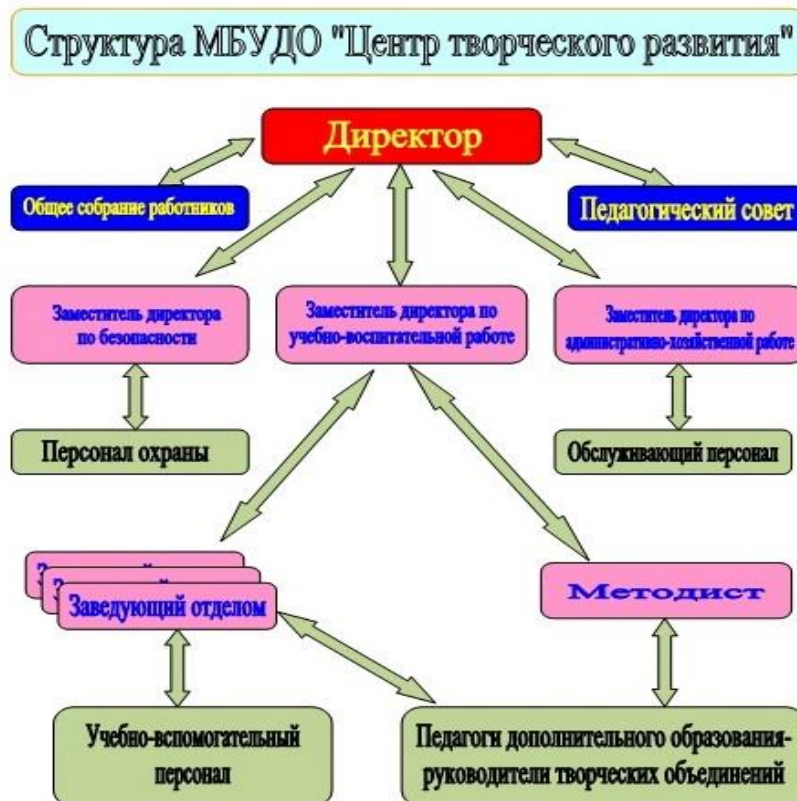 Структура МБУДО "Центр творческого развития"
Директор
Общее собрание работников
Педагогический совет
Заместитель директора
по безопасности
Заместитель директора по
учебно-воспитательной работе
Заместитель директора по
административно-хозяйственной работе
Персонал охраны
Обслуживающий персонал
Заведующий отделом
Методист
Учебно-вспомогательный
персонал
Педагоги дополнительного образования-
руководители творческих объединений